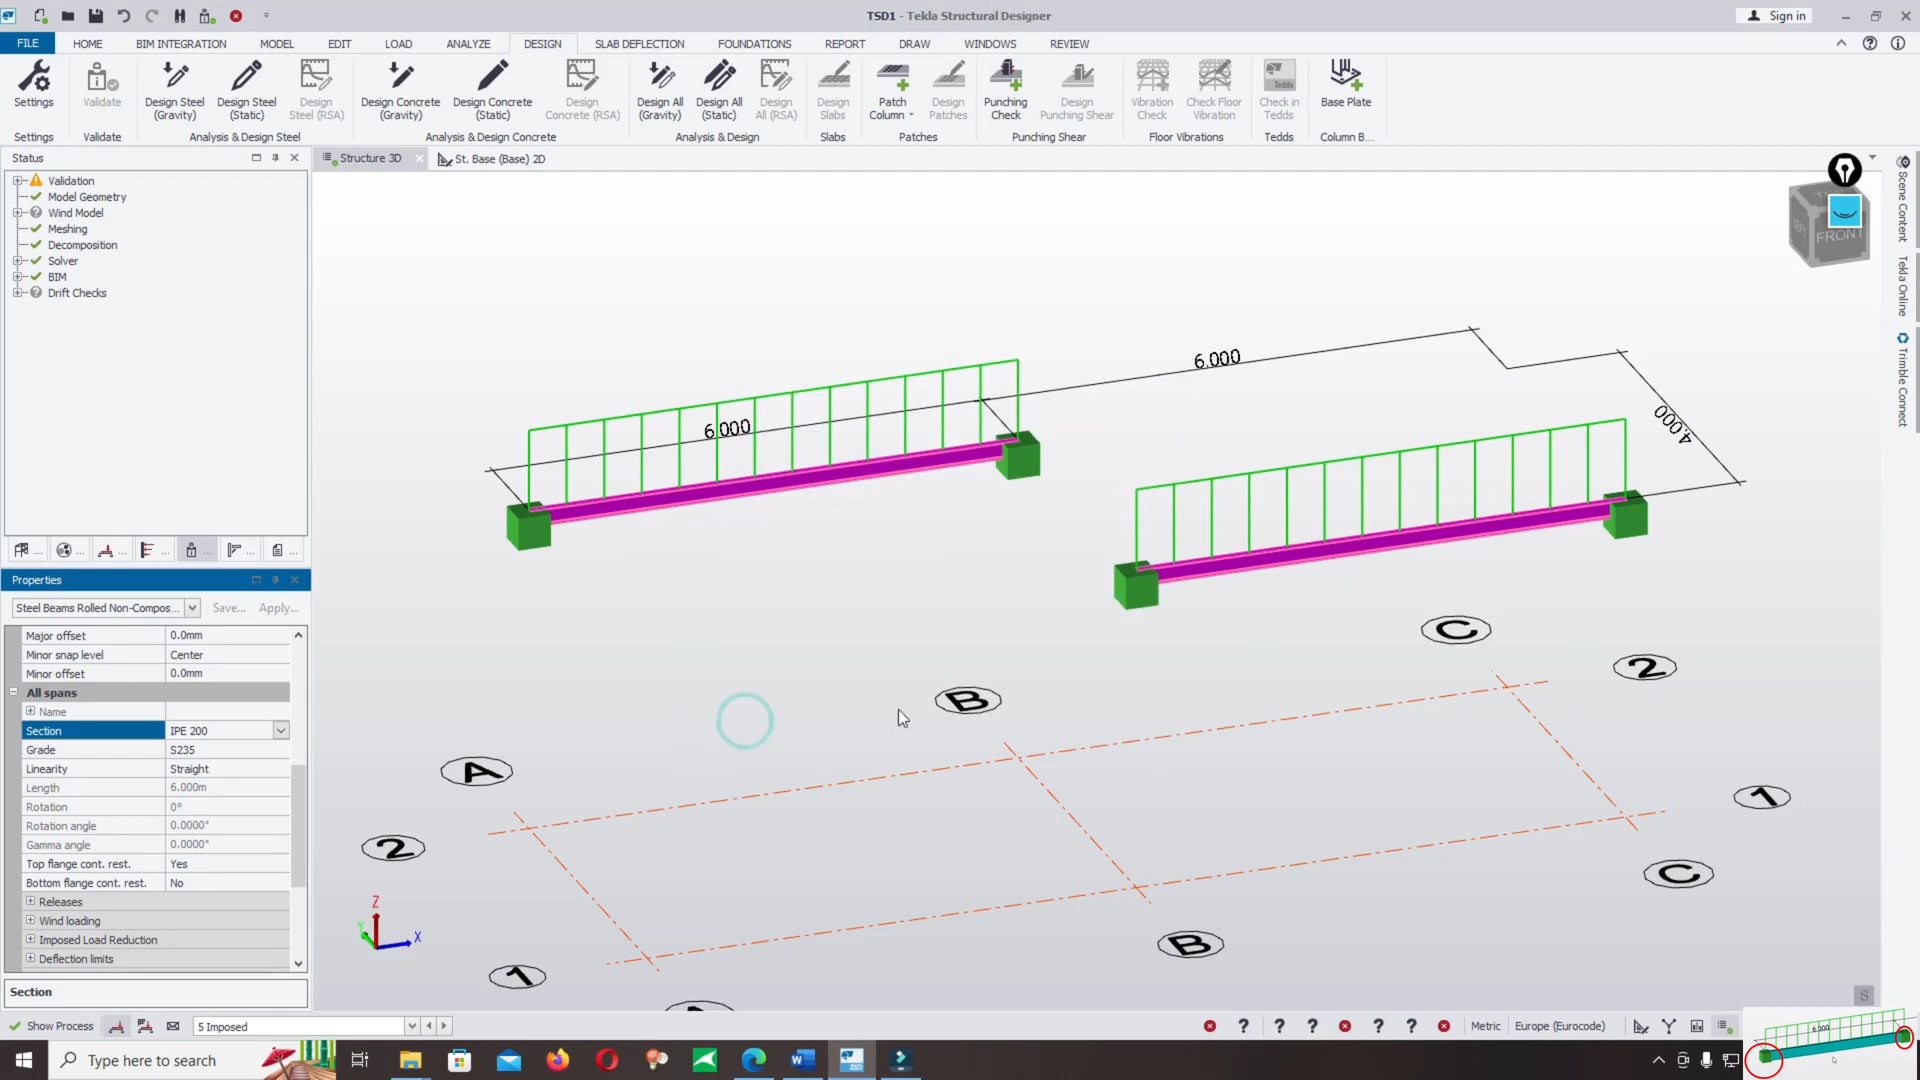 TSD1 - Tekla Structural Designer
Sign in
FILE HOME BIM INTEGRATION MODEL EDIT LOAD ANALYZE DESIGN SLAB DEFLECTION FOUNDATIONS REPORT DRAW WINDOWS REVIEW
Settings
Validate
Design Steel (Gravity)
Design Steel (Static)
Design Steel (RSA)
Design Concrete (Gravity)
Design Concrete (Static)
Design Concrete (RSA)
Design All (Gravity)
Design All (Static)
Design All (RSA)
Design Slabs
Patch Column
Design Patches
Punching Check
Design Punching Shear
Vibration Check
Check Floor Vibration
Tedds
Check in Tedds
Base Plate
Settings Validate Analysis & Design Steel Analysis & Design Concrete Analysis & Design Slabs Patches Punching Shear Floor Vibrations Tedds Column B...
Status
Structure 3D
St. Base (Base) 2D
Validation
Model Geometry
Wind Model
Meshing
Decomposition
Solver
BIM
Drift Checks
Properties
Steel Beams Rolled Non-Compos...
Save...
Apply...
Major offset 0.0mm
Minor snap level Center
Minor offset 0.0mm
All spans
Name
Section IPE 200
Grade S235
Linearity Straight
Length 6.000m
Rotation 0°
Rotation angle 0.0000°
Gamma angle 0.0000°
Top flange cont. rest. Yes
Bottom flange cont. rest. No
Releases
Wind loading
Imposed Load Reduction
Deflection limits
Section
6.000
6.000
4.000
LEFT
FRONT
Scene Content
Tekla Online
Trimble Connect
C
2
B
A
1
2
C
B
1
Z
Y
X
S
Show Process
5 Imposed
Metric
Europe (Eurocode)
6.000
Type here to search